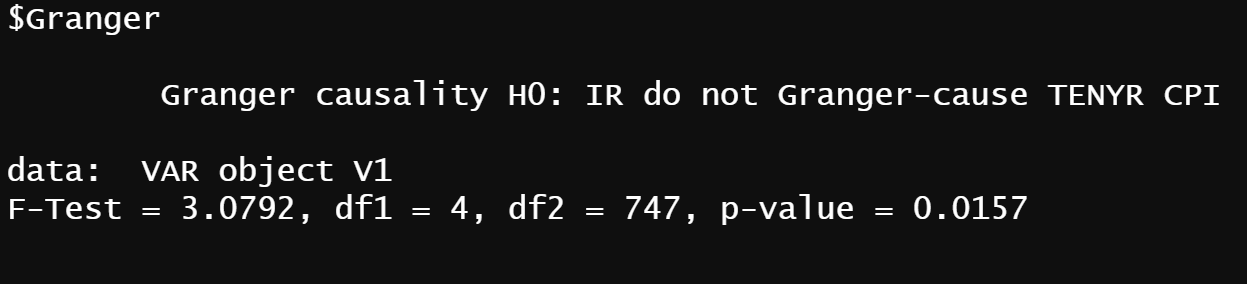 $Granger
Granger causality H0: IR do not Granger-cause TENYR CPI
data:  VAR object V1
F-Test = 3.0792, df1 = 4, df2 = 747, p-value = 0.0157